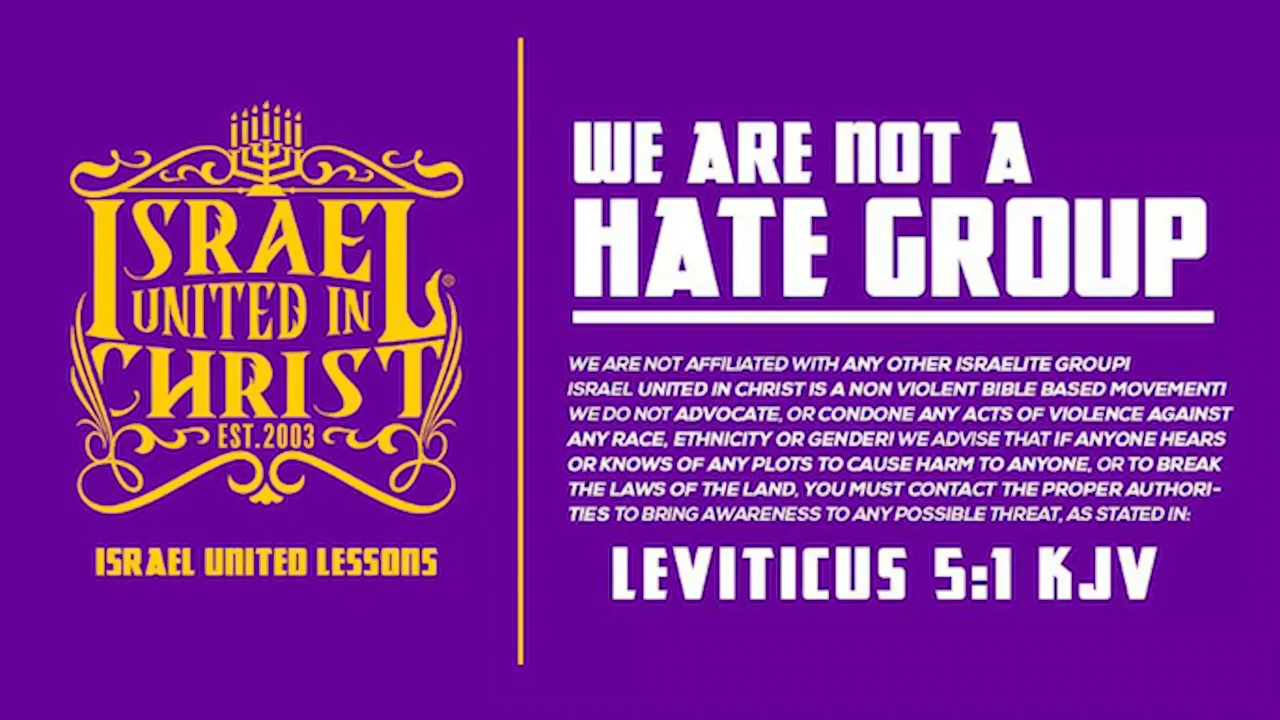 ISRAEL
UNITED IN
CHRIST
EST. 2003
ISRAEL UNITED LESSONS
WE ARE NOT A
HATE GROUP
WE ARE NOT AFFILIATED WITH ANY OTHER ISRAELITE GROUP!
ISRAEL UNITED IN CHRIST IS A NON VIOLENT BIBLE BASED MOVEMENT!
WE DO NOT ADVOCATE, OR CONDONE ANY ACTS OF VIOLENCE AGAINST
ANY RACE, ETHNICITY OR GENDER! WE ADVISE THAT IF ANYONE HEARS
OR KNOWS OF ANY PLOTS TO CAUSE HARM TO ANYONE, OR TO BREAK
THE LAWS OF THE LAND, YOU MUST CONTACT THE PROPER AUTHORI-
TIES TO BRING AWARENESS TO ANY POSSIBLE THREAT, AS STATED IN:
LEVITICUS 5:1 KJV